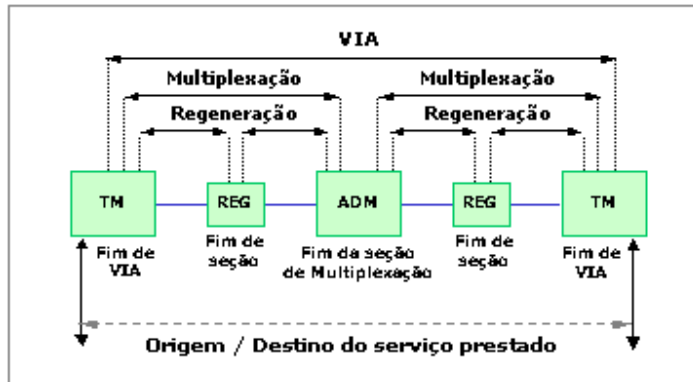 VIA
Multiplexação Multiplexação
Regeneração Regeneração
TM REG ADM REG TM
Fim de VIA
Fim de seção
Fim da seção de Multiplexação
Fim de seção
Fim de VIA
Origem / Destino do serviço prestado